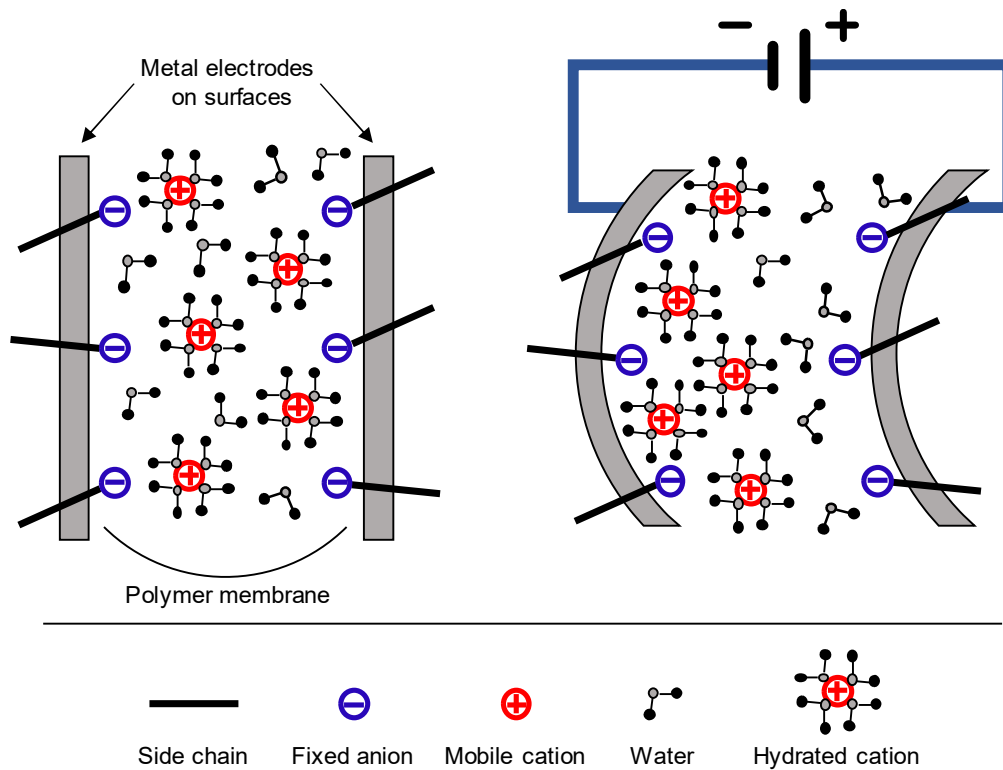 Metal electrodes
on surfaces
Polymer membrane
Side chain
Fixed anion
Mobile cation
Water
Hydrated cation